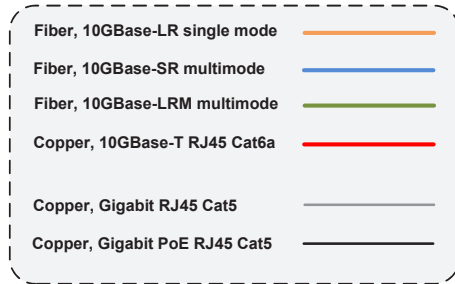 Fiber, 10GBase-LR single mode
Fiber, 10GBase-SR multimode
Fiber, 10GBase-LRM multimode
Copper, 10GBase-T RJ45 Cat6a
Copper, Gigabit RJ45 Cat5
Copper, Gigabit PoE RJ45 Cat5